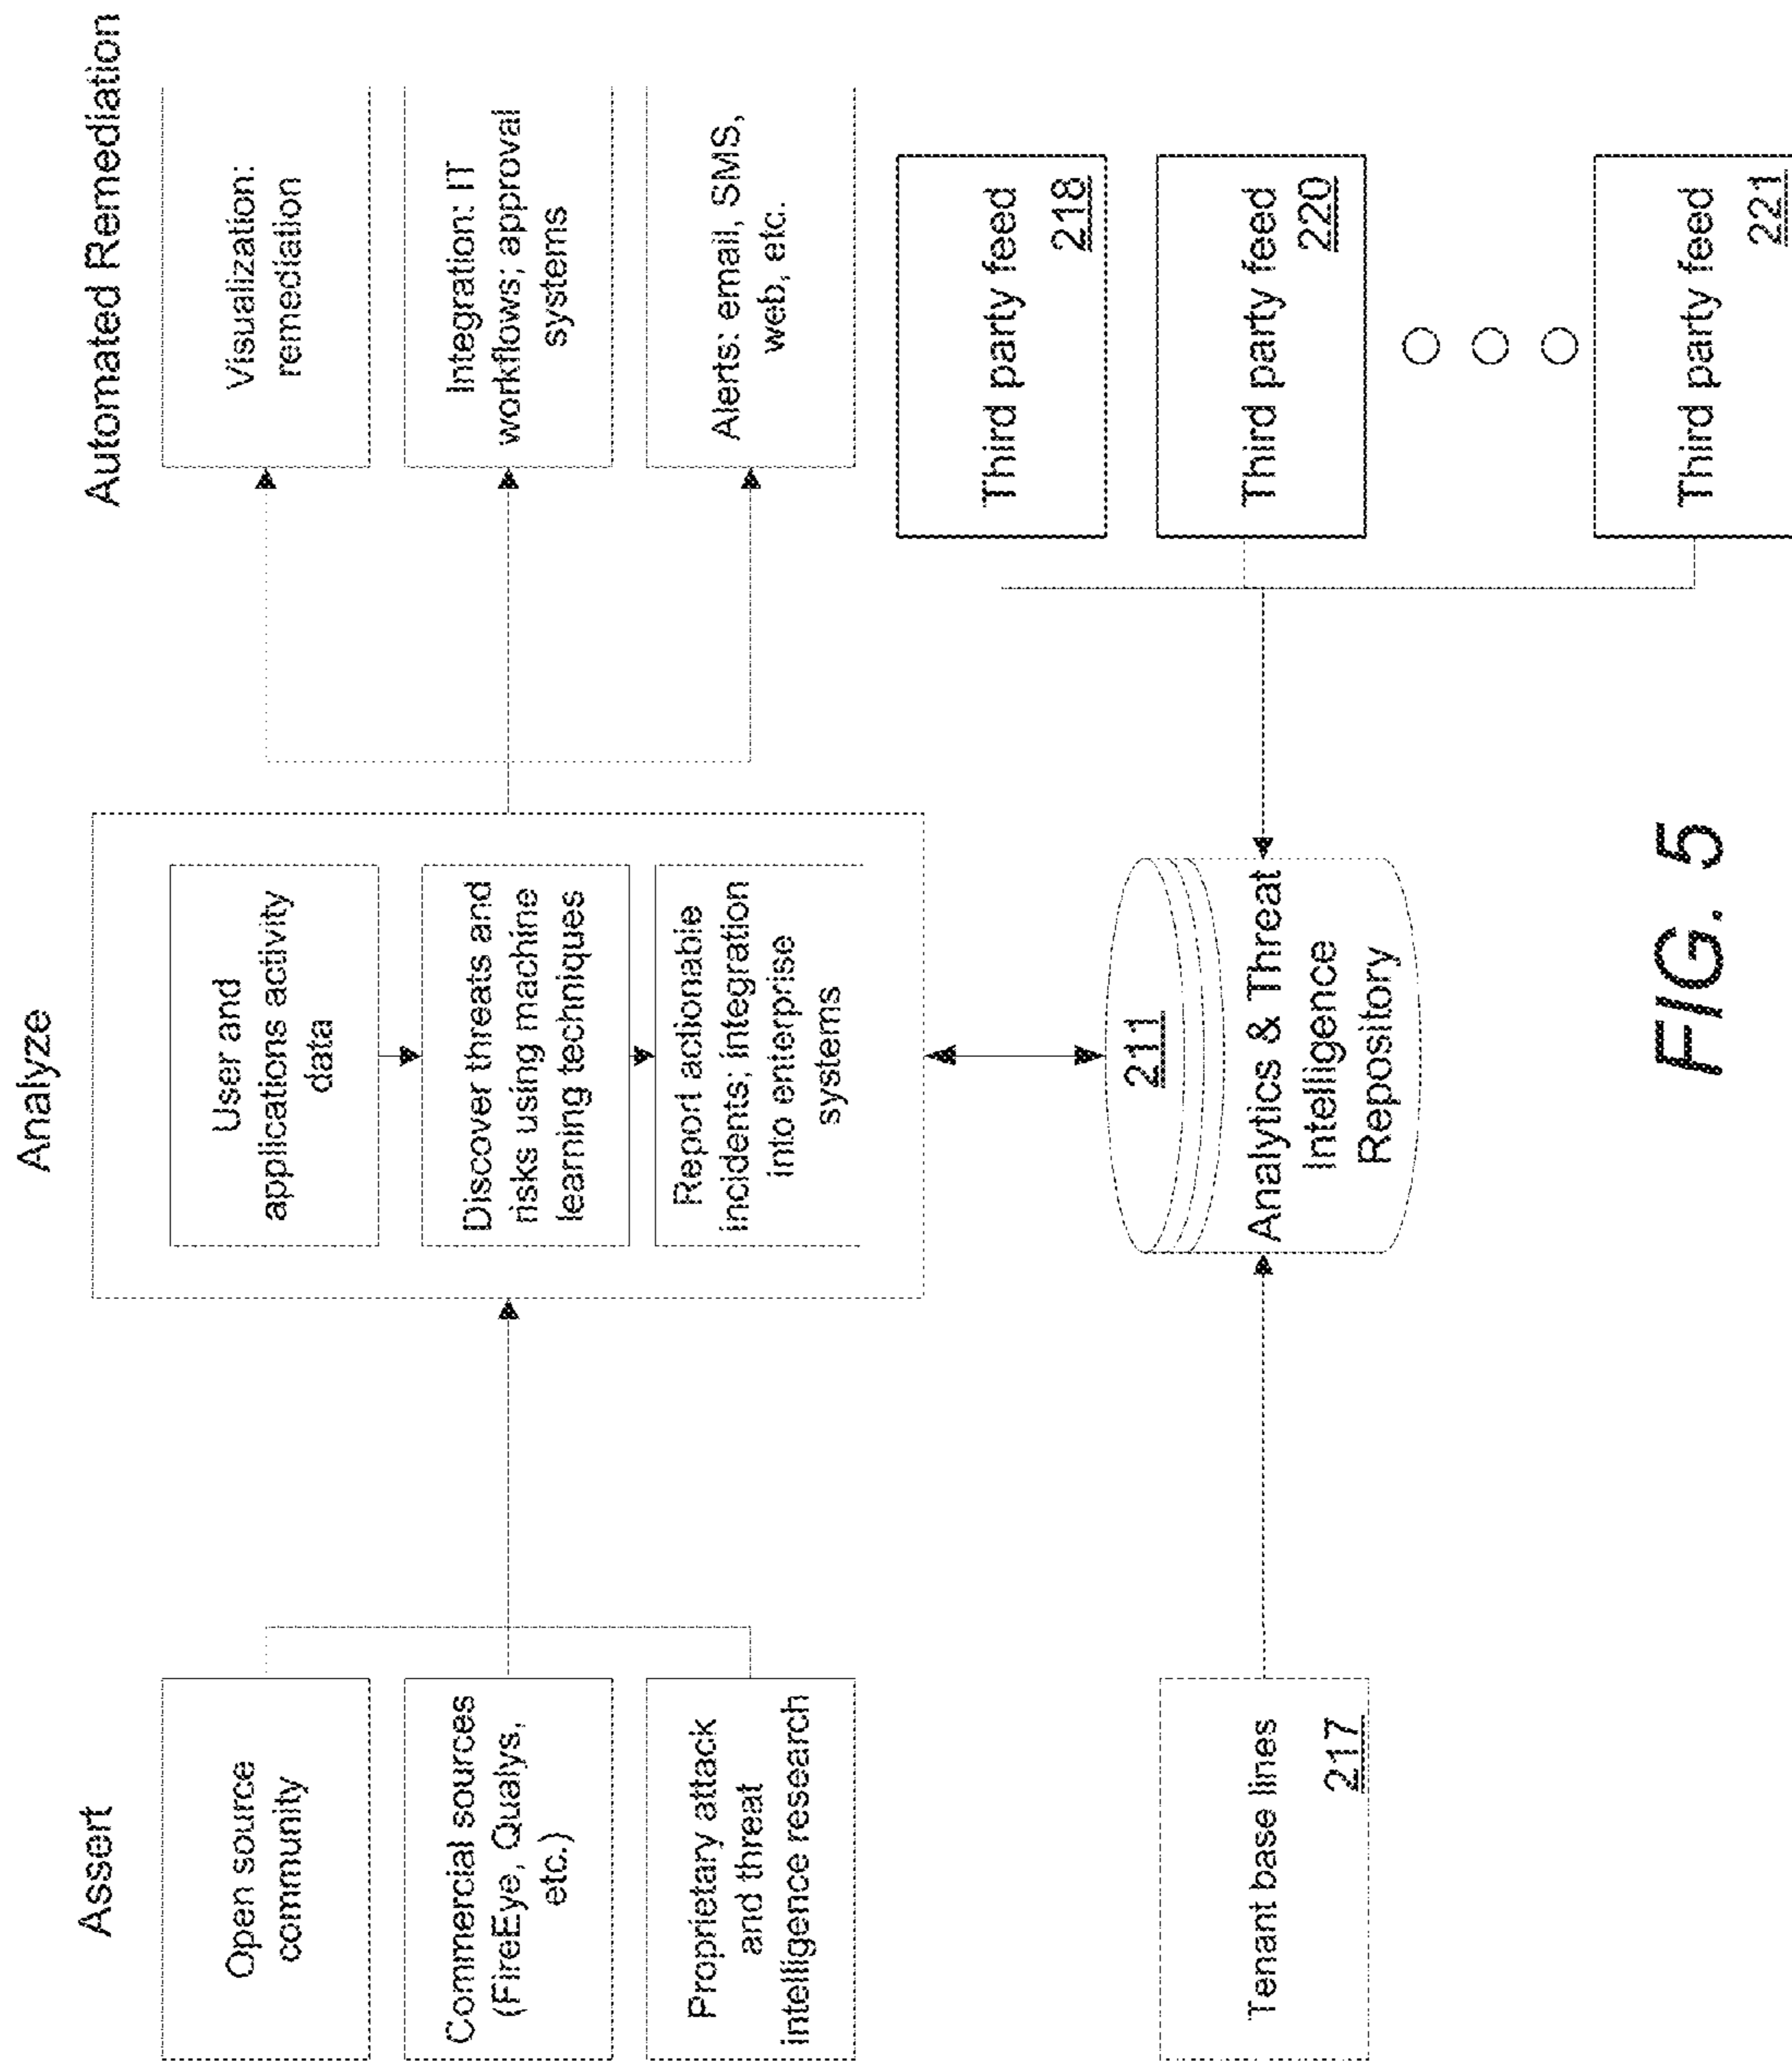 Assert
Analyze
Automated Remediation
Open source
community
Commercial sources
(FireEye, Qualys,
etc.)
Proprietary attack
and threat
intelligence research
User and
applications activity
data
Discover threats and
risks using machine
learning techniques
Report actionable
incidents; integration
into enterprise
systems
Visualization:
remediation
Integration: IT
workflows; approval
systems
Alerts: email, SMS,
web, etc.
Tenant base lines
217
211
Analytics & Threat
Intelligence
Repository
Third party feed
218
Third party feed
220
Third party feed
221
FIG. 5